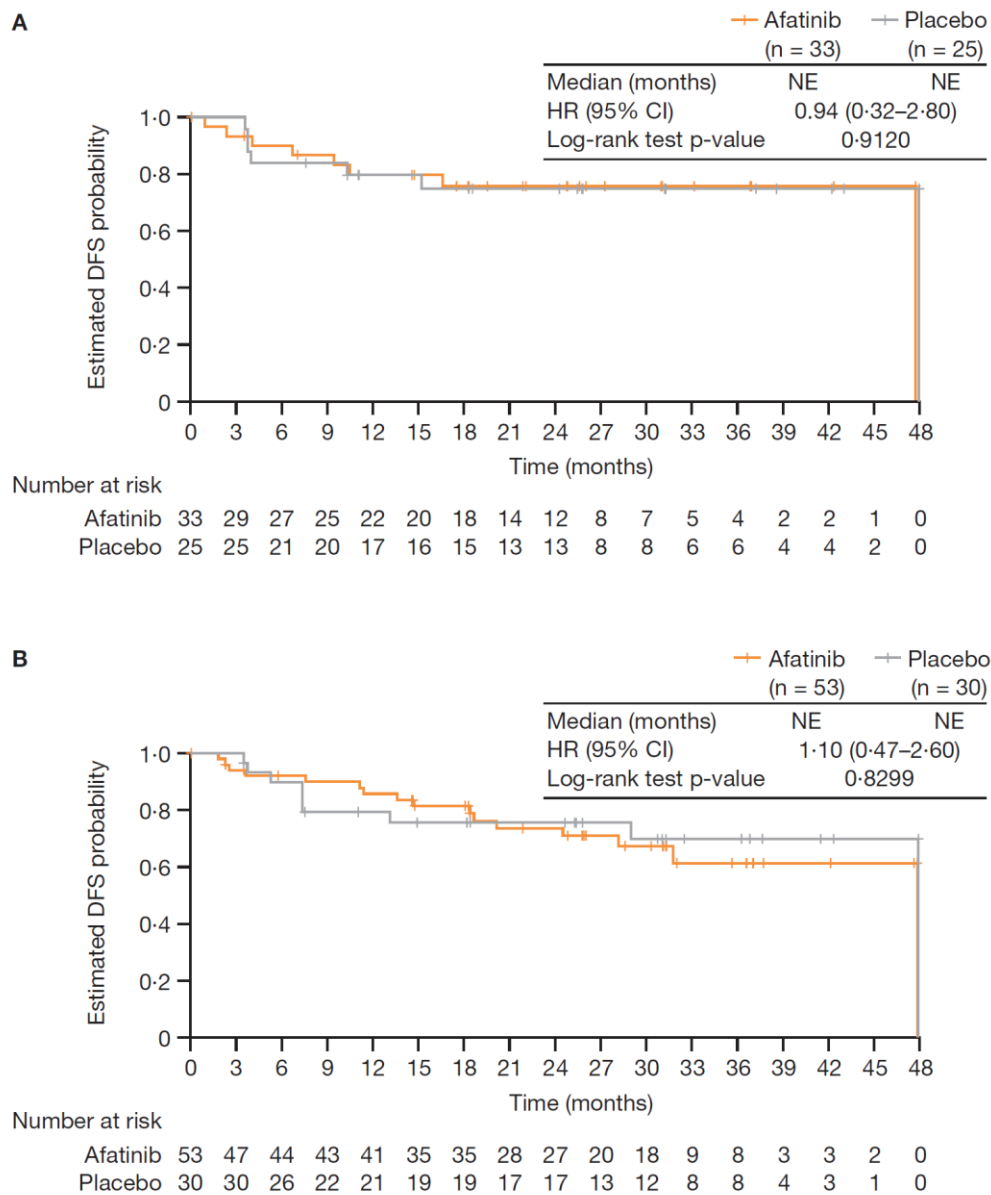 A
Afatinib Placebo
(n = 33) (n = 25)
Median (months) NE NE
HR (95% CI) 0.94 (0·32–2·80)
Log-rank test p-value 0·9120
1·0
0·8
0·6
0·4
0·2
0
Estimated DFS probability
0 3 6 9 12 15 18 21 24 27 30 33 36 39 42 45 48
Time (months)
Number at risk
Afatinib 33 29 27 25 22 20 18 14 12 8 7 5 4 2 2 1 0
Placebo 25 25 21 20 17 16 15 13 13 8 8 6 6 4 4 2 0
B
Afatinib Placebo
(n = 53) (n = 30)
Median (months) NE NE
HR (95% CI) 1·10 (0·47–2·60)
Log-rank test p-value 0·8299
1·0
0·8
0·6
0·4
0·2
0
Estimated DFS probability
0 3 6 9 12 15 18 21 24 27 30 33 36 39 42 45 48
Time (months)
Number at risk
Afatinib 53 47 44 43 41 35 35 28 27 20 18 9 8 3 3 2 0
Placebo 30 30 26 22 21 19 19 17 17 13 12 8 8 4 3 1 0